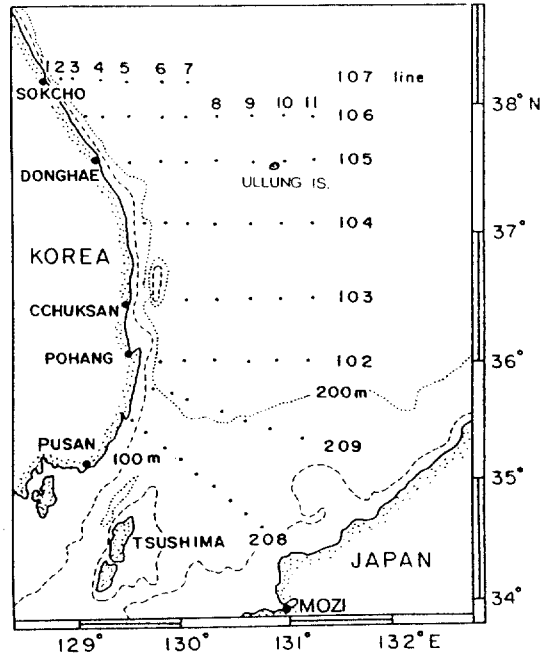 1 2 3 4 5 6 7 107 line
SOKCHO
8 9 10 11 38° N
106
105
DONGHAE
ULLUNG IS.
104 37°
KOREA
103
CCHUKSAN
POHANG 102 36°
200m
PUSAN
100m 209 35°
TSUSHIMA 208
JAPAN
MOZI 34°
129° 130° 131° 132° E